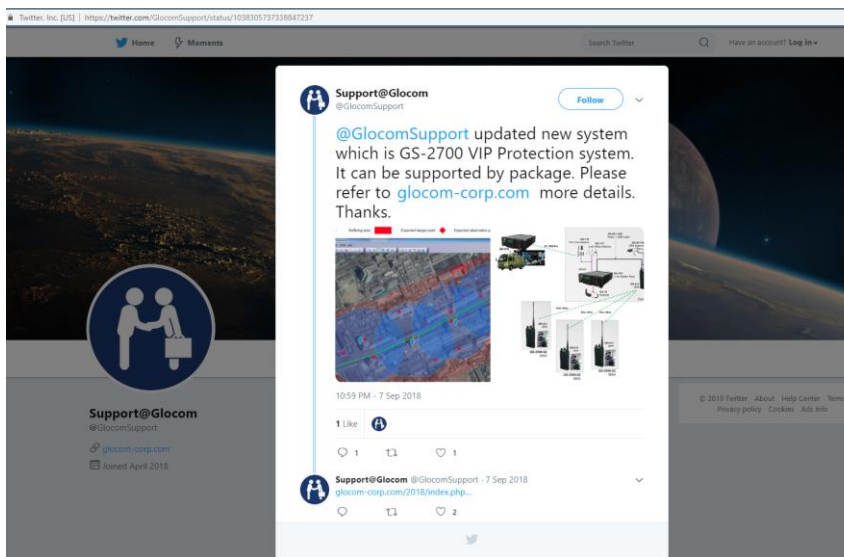 Twitter, Inc. [US] | https://twitter.com/GlocomSupport/status/1038305737338847237
Home Moments Search Twitter Have an account? Log in
Support@Glocom
@GlocomSupport
Follow
@GlocomSupport updated new system
which is GS-2700 VIP Protection system.
It can be supported by package. Please
refer to glocom-corp.com more details.
Thanks.
10:59 PM - 7 Sep 2018
1 Like
1 1
Support@Glocom @GlocomSupport · 7 Sep 2018
glocom-corp.com/2018/index.php...
2
Support@Glocom
@GlocomSupport
glocom-corp.com
Joined April 2018
© 2019 Twitter About Help Center Terms
Privacy policy Cookies Ads info